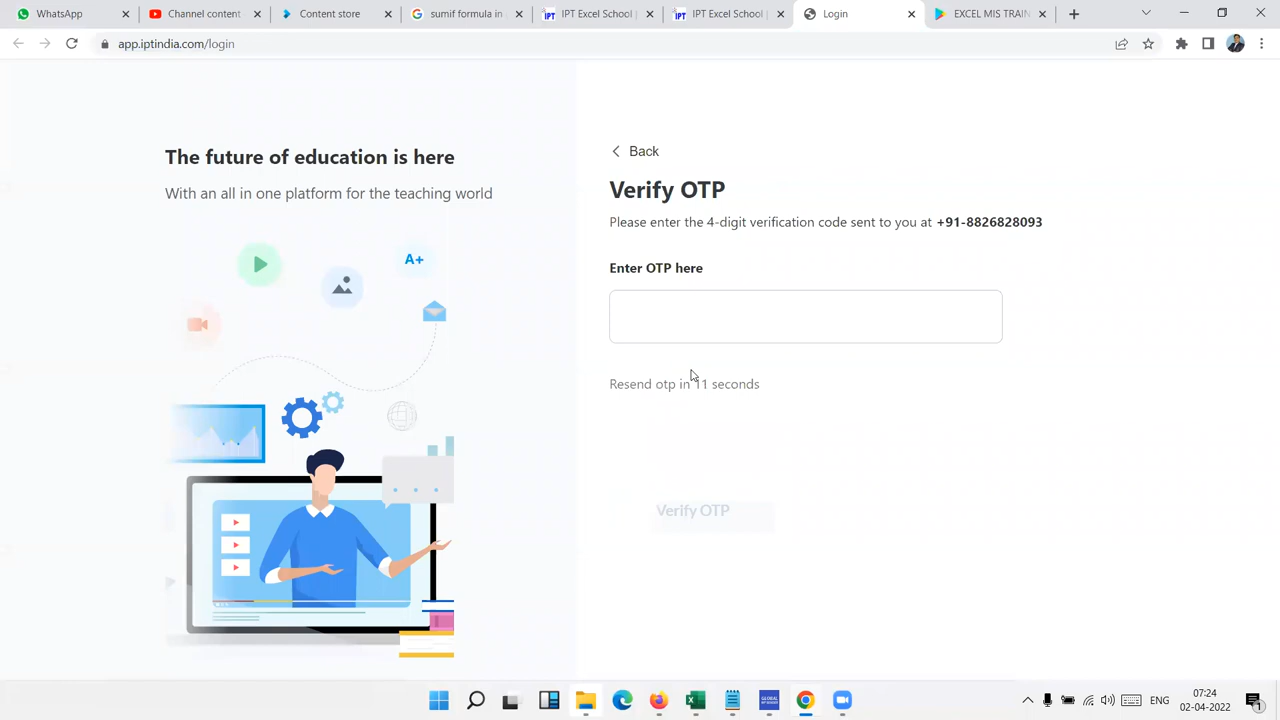 WhatsApp
Channel content
Content store
sumif formula in
IPT Excel School |
IPT Excel School |
Login
EXCEL MIS TRAIN
app.iptindia.com/login
The future of education is here
With an all in one platform for the teaching world
A+
Back
Verify OTP
Please enter the 4-digit verification code sent to you at +91-8826828093
Enter OTP here
Resend otp in 11 seconds
Verify OTP
ENG
07:24
02-04-2022